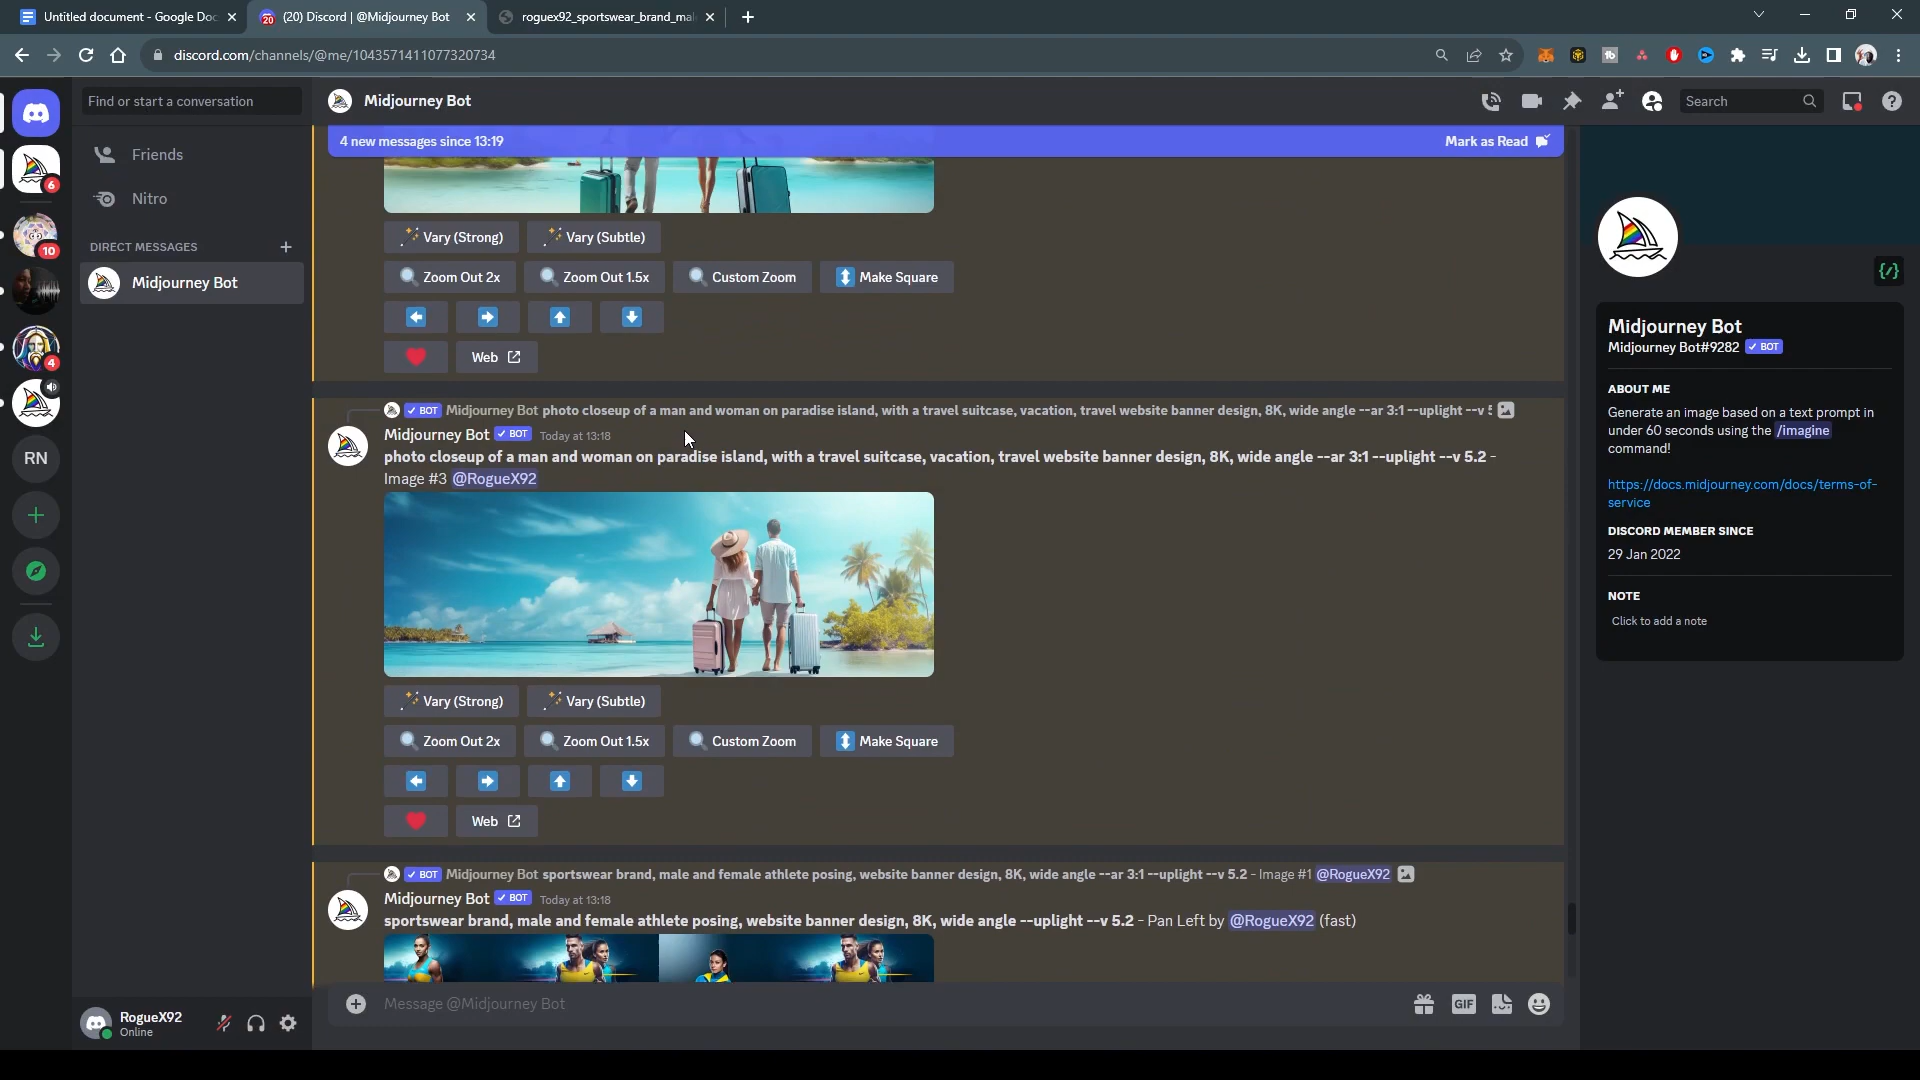 Untitled document - Google Doc
(20) Discord | @Midjourney Bot
roguex92_sportswear_brand_mal
discord.com/channels/@me/1043571411077320734
Find or start a conversation
Midjourney Bot
Search
4 new messages since 13:19
Mark as Read
Friends
Nitro
DIRECT MESSAGES
Midjourney Bot
6
10
4
RN
Vary (Strong)
Vary (Subtle)
Zoom Out 2x
Zoom Out 1.5x
Custom Zoom
Make Square
Web
BOT Midjourney Bot photo closeup of a man and woman on paradise island, with a travel suitcase, vacation, travel website banner design, 8K, wide angle --ar 3:1 --uplight --v 5
Midjourney Bot BOT Today at 13:18
photo closeup of a man and woman on paradise island, with a travel suitcase, vacation, travel website banner design, 8K, wide angle --ar 3:1 --uplight --v 5.2 -
Image #3 @RogueX92
Vary (Strong)
Vary (Subtle)
Zoom Out 2x
Zoom Out 1.5x
Custom Zoom
Make Square
Web
BOT Midjourney Bot sportswear brand, male and female athlete posing, website banner design, 8K, wide angle --ar 3:1 --uplight --v 5.2 - Image #1 @RogueX92
Midjourney Bot BOT Today at 13:18
sportswear brand, male and female athlete posing, website banner design, 8K, wide angle --uplight --v 5.2 - Pan Left by @RogueX92 (fast)
Message @Midjourney Bot
GIF
RogueX92
Online
Midjourney Bot
Midjourney Bot#9282 BOT
ABOUT ME
Generate an image based on a text prompt in
under 60 seconds using the /imagine
command!
https://docs.midjourney.com/docs/terms-of-
service
DISCORD MEMBER SINCE
29 Jan 2022
NOTE
Click to add a note